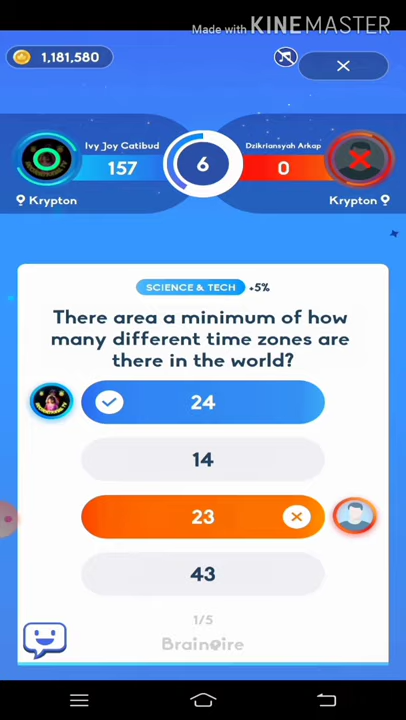 Made with KINEMASTER
1,181,580
Ivy Joy Catibud
Dzikriansyah Arkap
157
6
0
Krypton
Krypton
SCIENCE & TECH +5%
There area a minimum of how
many different time zones are
there in the world?
24
14
23
43
1/5
Brainwire